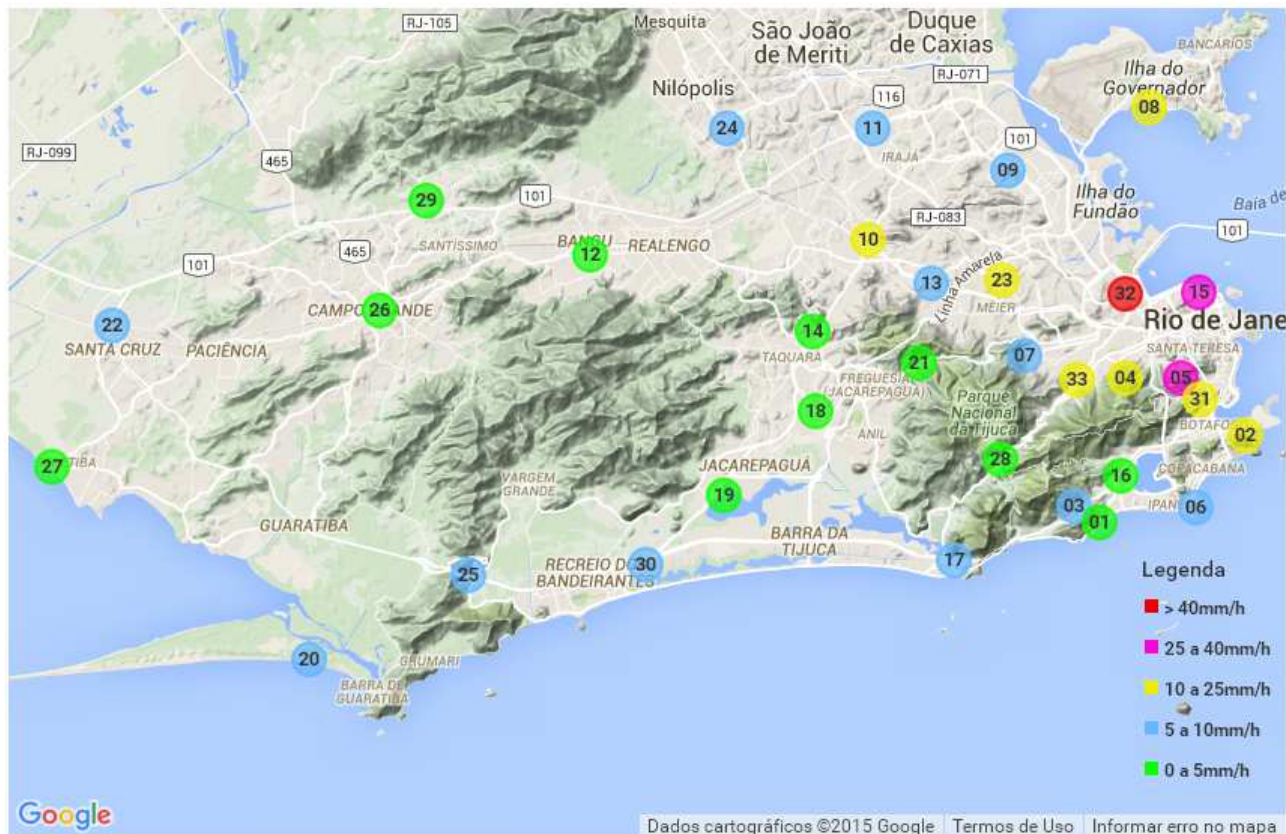 RJ-105
Mesquita
São João
de Meriti
Duque
de Caxias
BANCÁRIOS
RJ-071
Ilha do
Governador
Nilópolis
116
08
24
11
101
RJ-099
465
IRAJÁ
09
29
101
Ilha do
Fundão
RJ-083
Baía de
10
101
SANTÍSSIMO
BANGU
REALENGO
465
12
101
Linha Amarela
13
23
32
15
MÉIER
26
CAMPO GRANDE
22
SANTA CRUZ
PACIÊNCIA
14
TAQUARA
Rio de Jane
SANTA TERESA
07
21
FREGUESIA
(JACAREPAGUÁ)
33
04
05
Parque
Nacional
da Tijuca
31
18
BOTAFO
ANIL
02
27
TIBA
28
COPACABANA
JACAREPAGUÁ
VARGEM
GRANDE
16
19
03
IPAN
06
GUARATIBA
01
BARRA DA
TIJUCA
17
RECREIO DOS
BANDEIRANTES
30
25
Legenda
> 40mm/h
25 a 40mm/h
10 a 25mm/h
5 a 10mm/h
0 a 5mm/h
20
GRUMARI
BARRA DE
GUARATIBA
Google
Dados cartográficos ©2015 Google
Termos de Uso
Informar erro no mapa